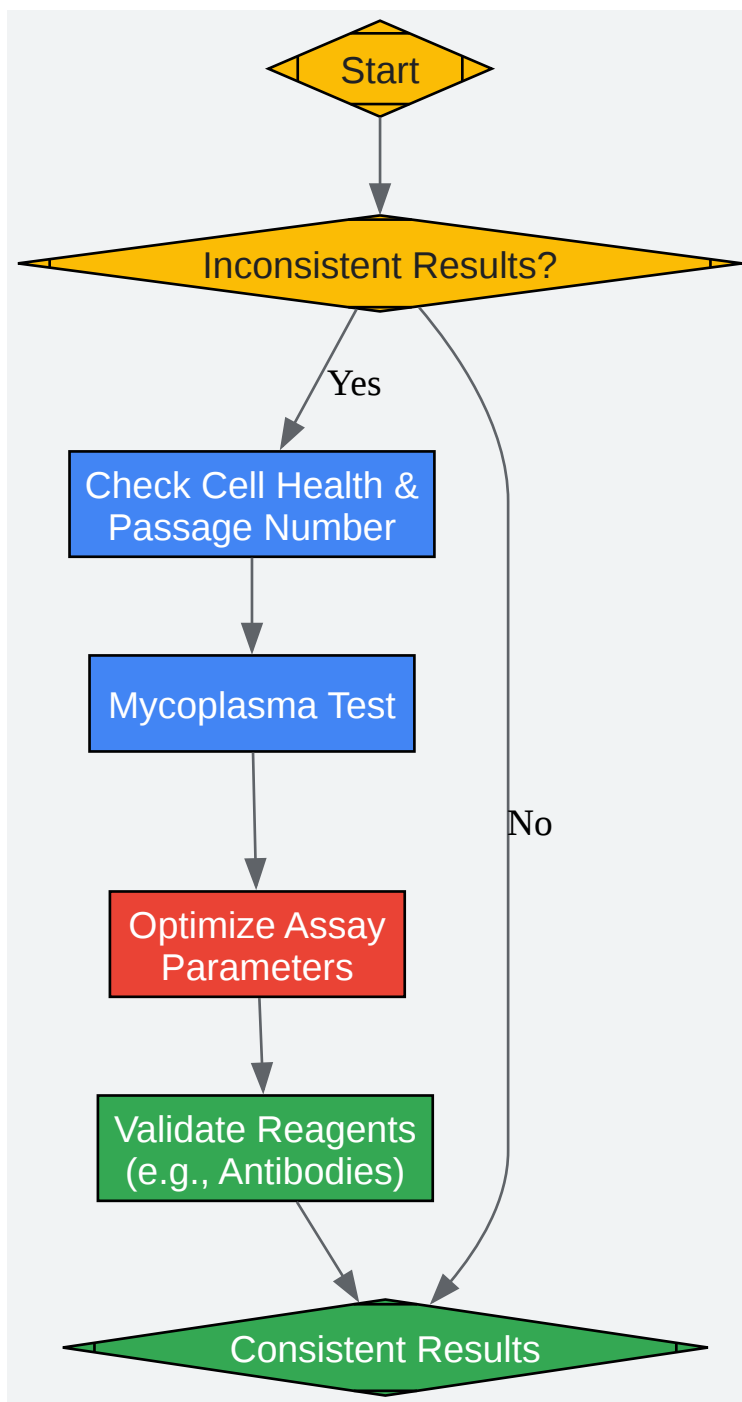 Start
Inconsistent Results?
Yes
Check Cell Health &
Passage Number
Mycoplasma Test
No
Optimize Assay
Parameters
Validate Reagents
(e.g., Antibodies)
Consistent Results